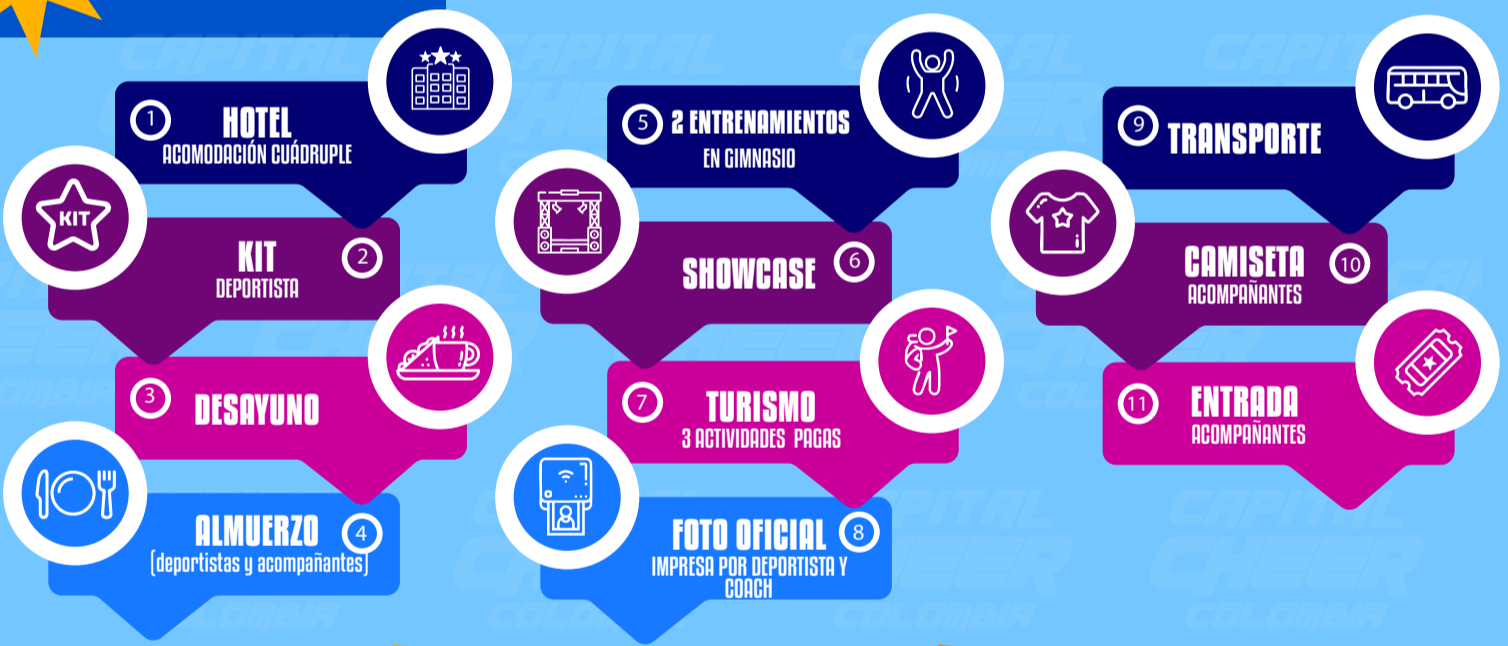 1
HOTEL
ACOMODACIÓN CUÁDRUPLE
KIT
KIT
2
DEPORTISTA
3
DESAYUNO
ALMUERZO
4
(deportistas y acompañantes)
5
2 ENTRENAMIENTOS
EN GIMNASIO
SHOWCASE
6
7
TURISMO
3 ACTIVIDADES PAGAS
FOTO OFICIAL
8
IMPRESA POR DEPORTISTA Y
COACH
9
TRANSPORTE
CAMISETA
10
ACOMPAÑANTES
11
ENTRADA
ACOMPAÑANTES
CAPITAL
CHEER
COLOMBIA